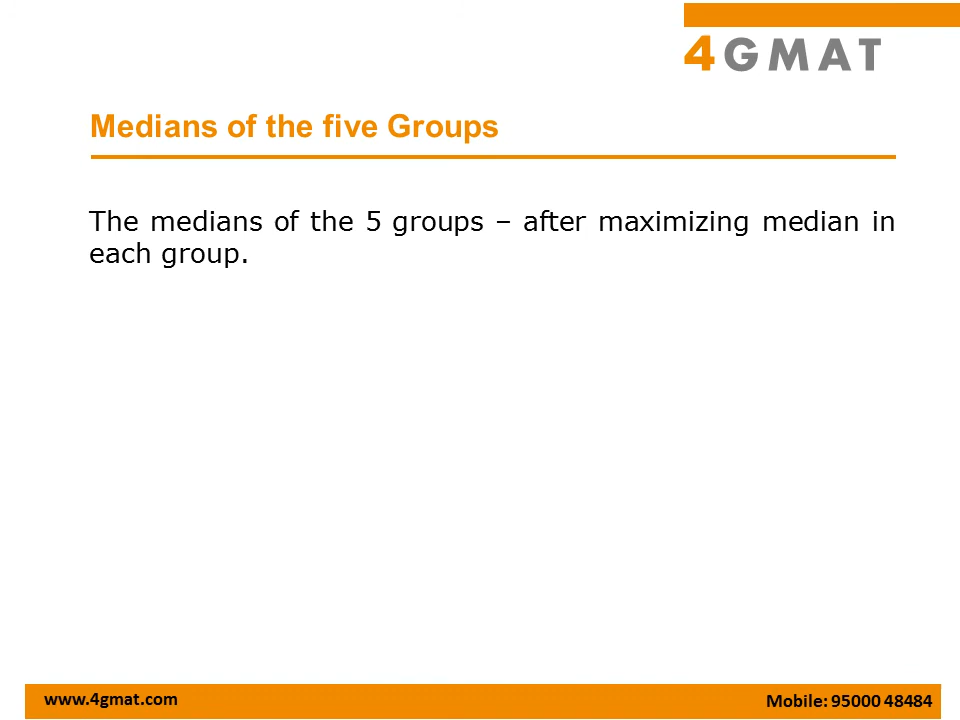 4GMAT
Medians of the five Groups
The medians of the 5 groups – after maximizing median in
each group.
www.4gmat.com
Mobile: 95000 48484